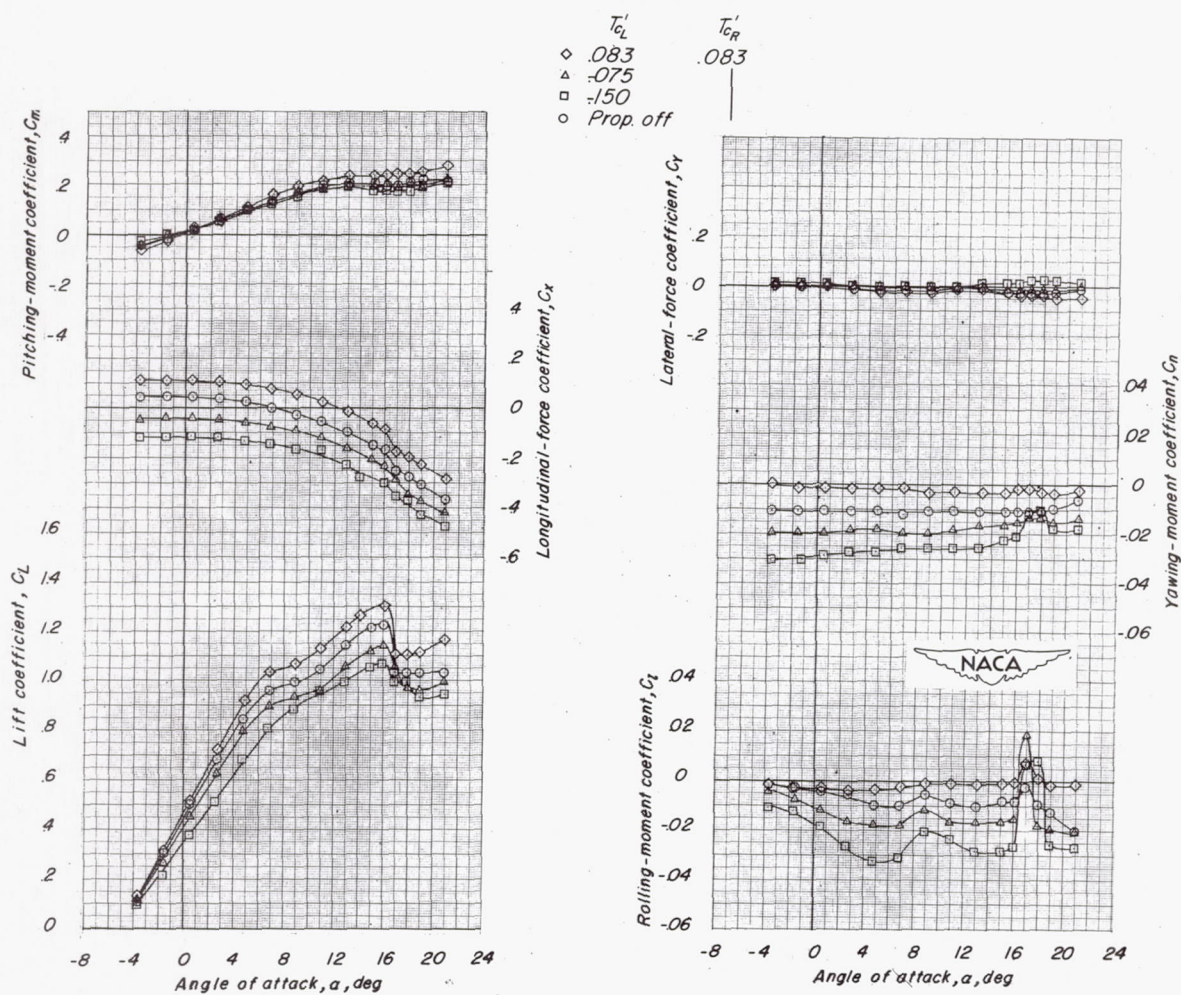 T'cL T'cR
◇ .083 .083
△ -.075
□ -.150
○ Prop. off
Pitching-moment coefficient, Cm
.4
.2
0
-.2
-.4
Longitudinal-force coefficient, CX
.4
.2
0
-.2
-.4
-.6
Lift coefficient, CL
1.6
1.4
1.2
1.0
.8
.6
.4
.2
0
-8 -4 0 4 8 12 16 20 24
Angle of attack, α, deg
Lateral-force coefficient, CY
.2
0
-.2
Yawing-moment coefficient, Cn
.04
.02
0
-.02
-.04
-.06
NACA
Rolling-moment coefficient, Cl
.04
.02
0
-.02
-.04
-.06
-8 -4 0 4 8 12 16 20 24
Angle of attack, α, deg